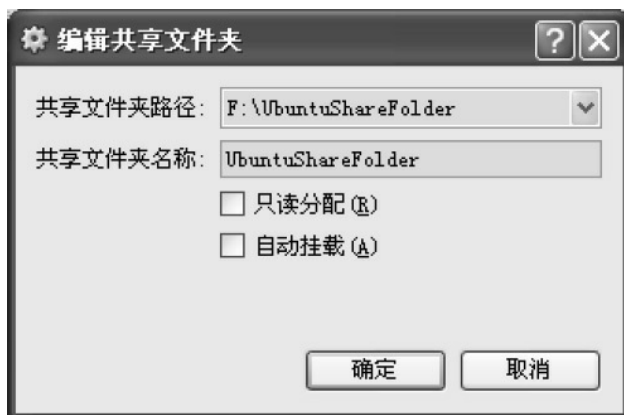 编辑共享文件夹
共享文件夹路径: F:\UbuntuShareFolder
共享文件夹名称: UbuntuShareFolder
只读分配(R)
自动挂载(A)
确定 取消